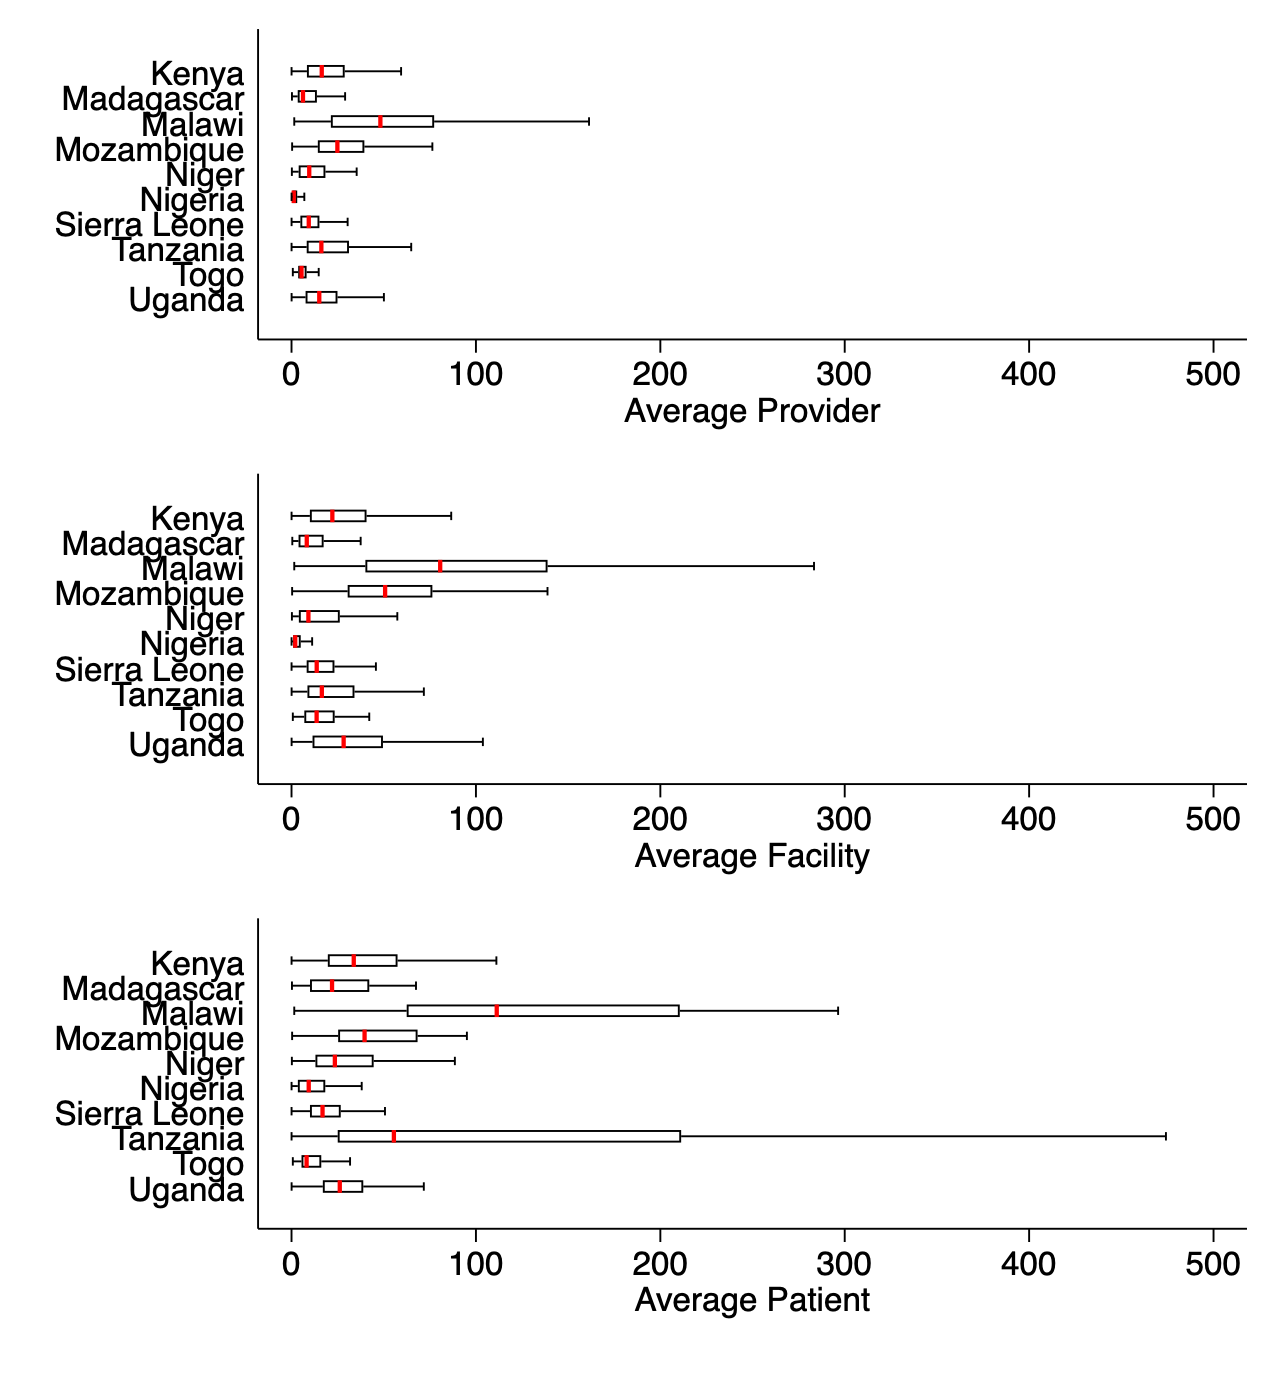 Kenya
Madagascar
Malawi
Mozambique
Niger
Nigeria
Sierra Leone
Tanzania
Togo
Uganda
0 100 200 300 400 500
Average Provider
Kenya
Madagascar
Malawi
Mozambique
Niger
Nigeria
Sierra Leone
Tanzania
Togo
Uganda
0 100 200 300 400 500
Average Facility
Kenya
Madagascar
Malawi
Mozambique
Niger
Nigeria
Sierra Leone
Tanzania
Togo
Uganda
0 100 200 300 400 500
Average Patient